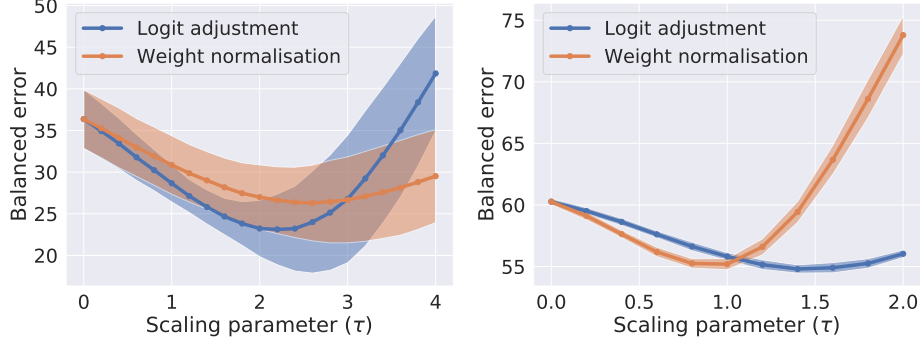 50
45
40
35
30
25
20
Balanced error
Logit adjustment
Weight normalisation
0 1 2 3 4
Scaling parameter (τ)
75
70
65
60
55
Balanced error
Logit adjustment
Weight normalisation
0.0 0.5 1.0 1.5 2.0
Scaling parameter (τ)